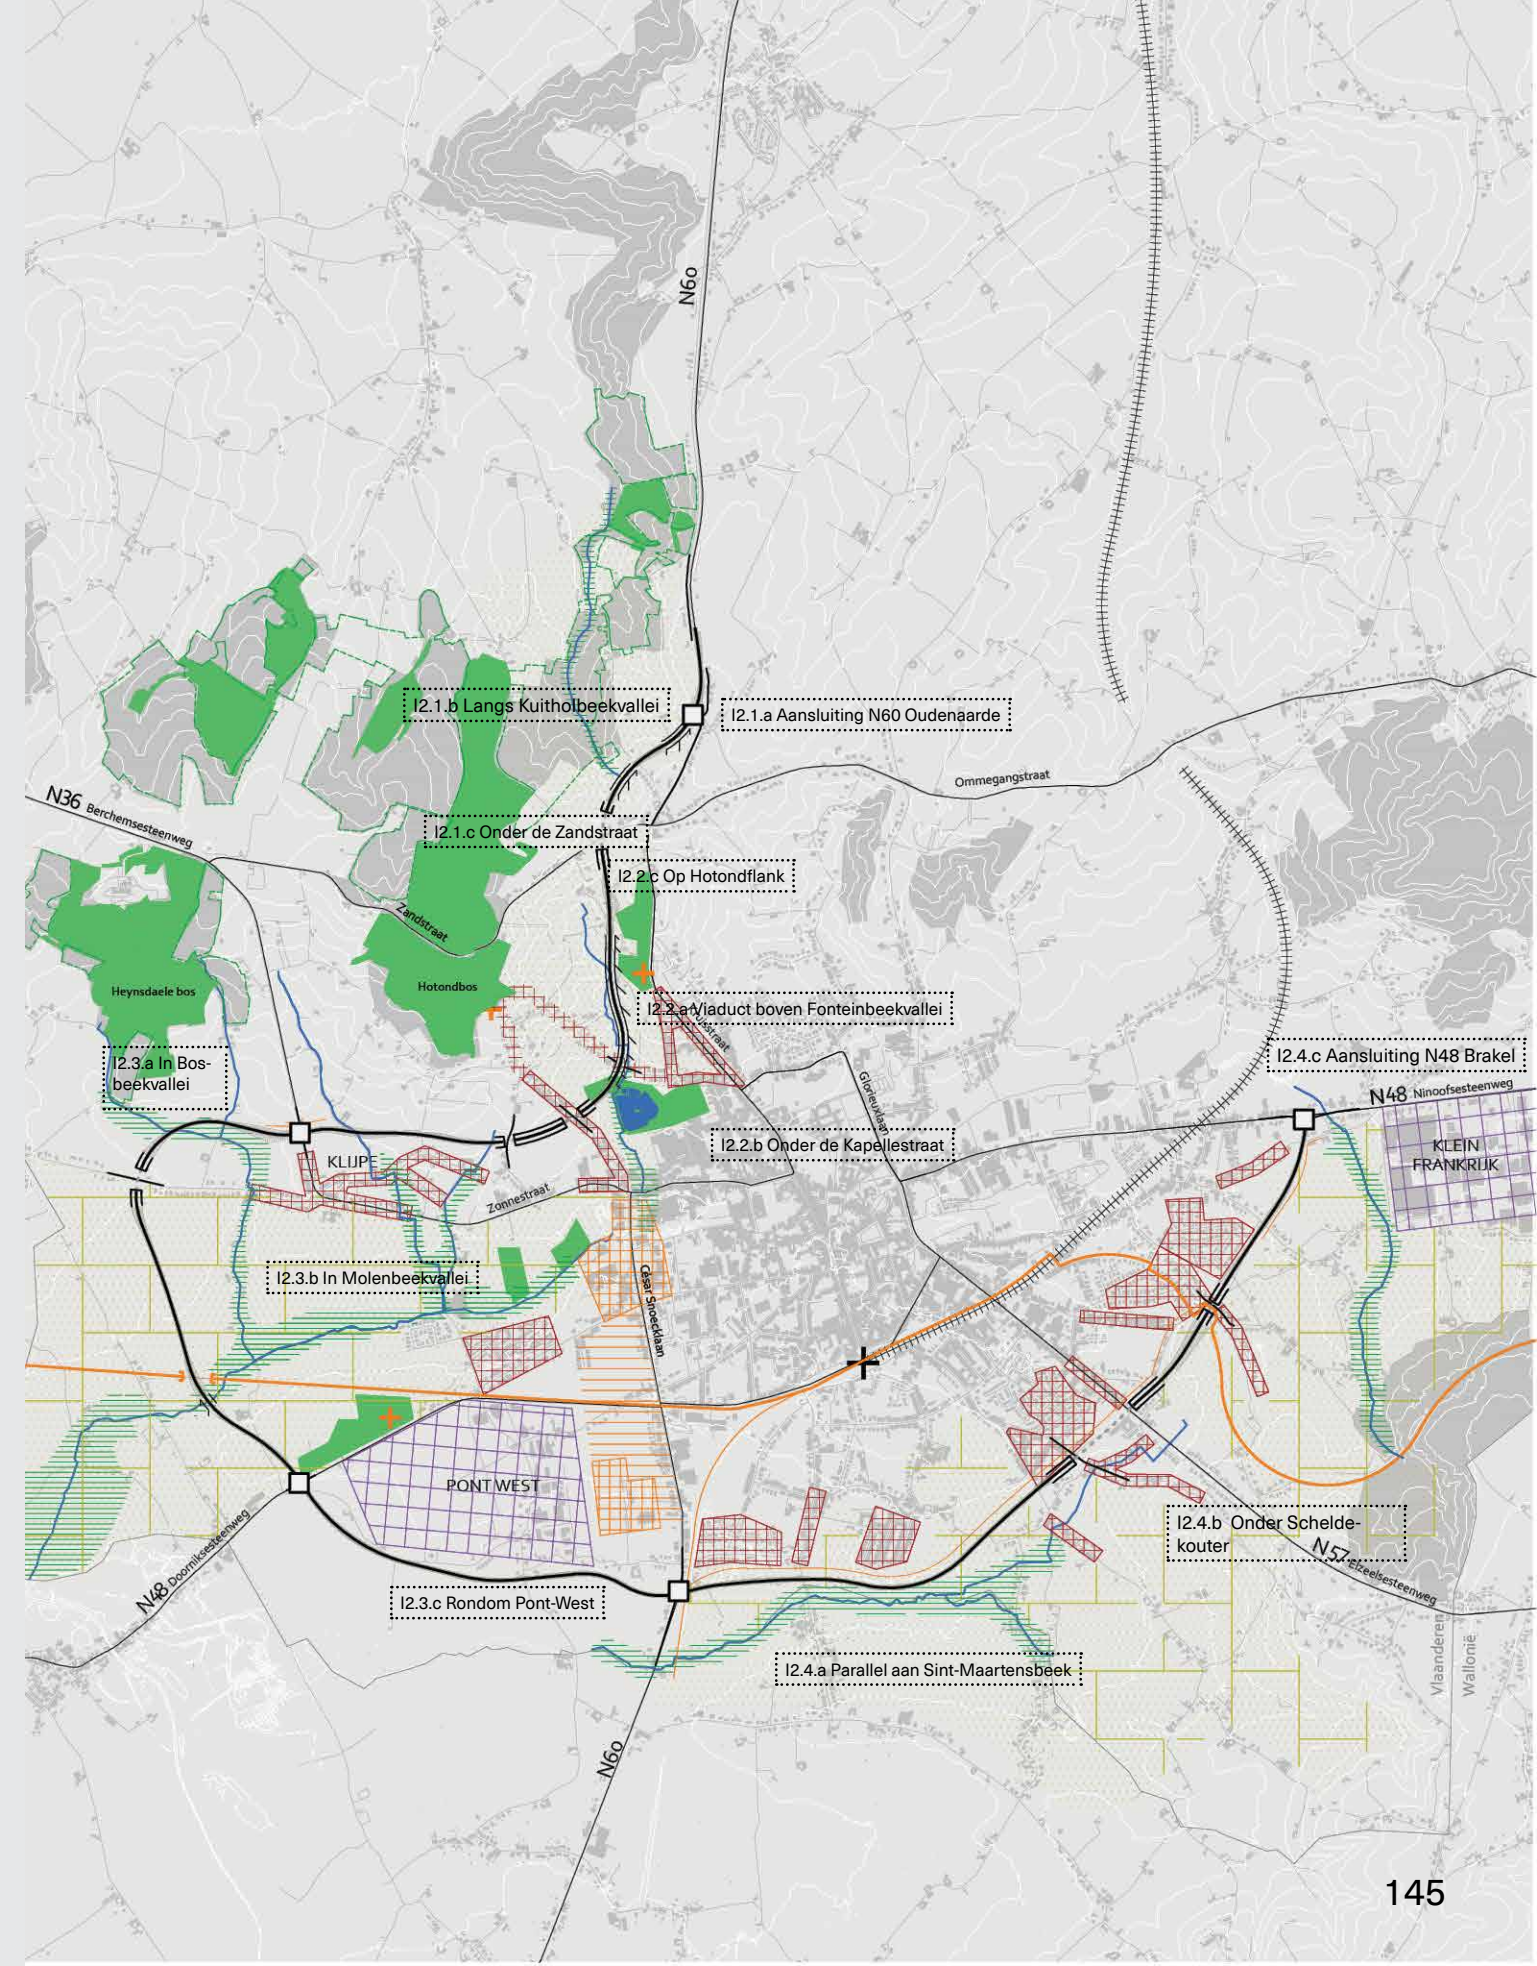 N60
I2.1.b Langs Kuitholbeekvallei
I2.1.a Aansluiting N60 Oudenaarde
Ommegangstraat
N36 Berchemsesteenweg
I2.1.c Onder de Zandstraat
I2.2.c Op Hotondflank
Zandstraat
Heynsdaele bos
Hotondbos
I2.2.a Viaduct boven Fonteinbeekvallei
I2.3.a In Bos-
beekvallei
I2.4.c Aansluiting N48 Brakel
N48 Ninoofsesteenweg
Glorieuxlaan
KLIJPE
I2.2.b Onder de Kapellestraat
KLEIN
FRANKRIJK
Zonnestraat
I2.3.b In Molenbeekvallei
César Snoecklaan
PONT WEST
I2.4.b Onder Schelde-
kouter
N48 Doorniksesteenweg
N57 Elzeelsesteenweg
I2.3.c Rondom Pont-West
I2.4.a Parallel aan Sint-Maartensbeek
Vlaanderen
Wallonië
N60
145